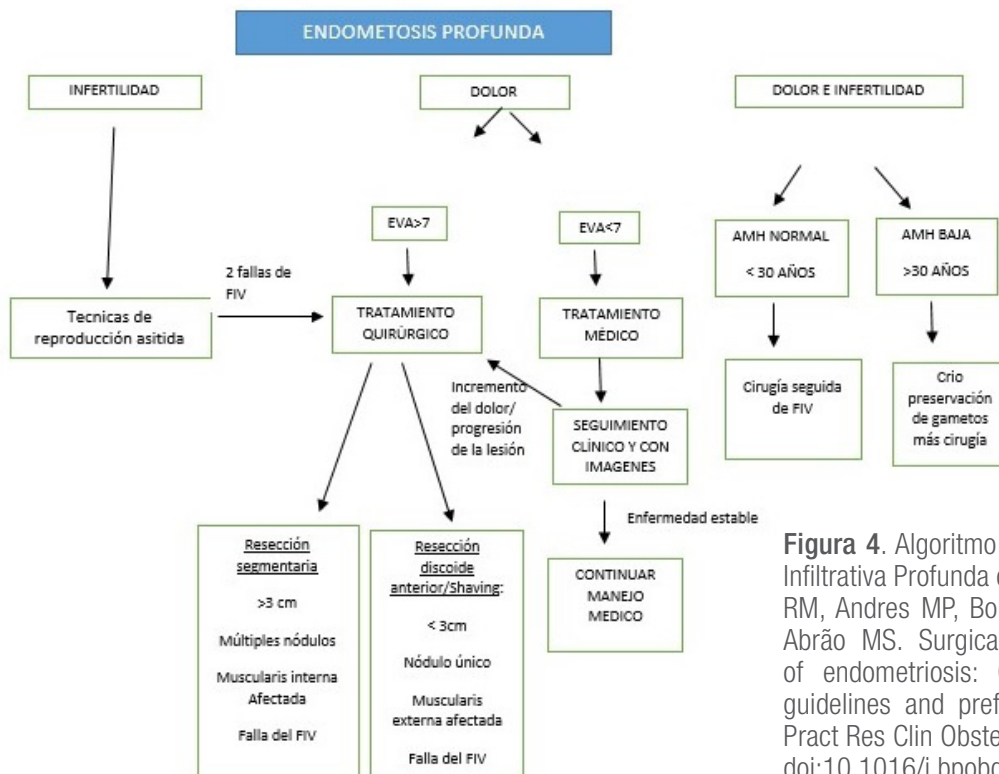 ENDOMETOSIS PROFUNDA
INFERTILIDAD
DOLOR
DOLOR E INFERTILIDAD
EVA>7
EVA<7
AMH NORMAL
< 30 AÑOS
AMH BAJA
>30 AÑOS
2 fallas de
FIV
Tecnicas de
reproducción asitida
TRATAMIENTO
QUIRÚRGICO
TRATAMIENTO
MÉDICO
Cirugía seguida
de FIV
Crio
preservación
de gametos
más cirugía
Incremento
del dolor/
progresión
de la lesión
SEGUIMIENTO
CLÍNICO Y CON
IMAGENES
Enfermedad estable
Resección
segmentaria
>3 cm
Múltiples nódulos
Muscularis interna
Afectada
Falla del FIV
Resección
discoide
anterior/Shaving:
< 3cm
Nódulo único
Muscularis
externa afectada
Falla del FIV
CONTINUAR
MANEJO
MEDICO
Figura 4. Algoritmo
Infiltrativa Profunda
RM, Andres MP, Bo
Abrão MS. Surgica
of endometriosis:
guidelines and pref
Pract Res Clin Obste